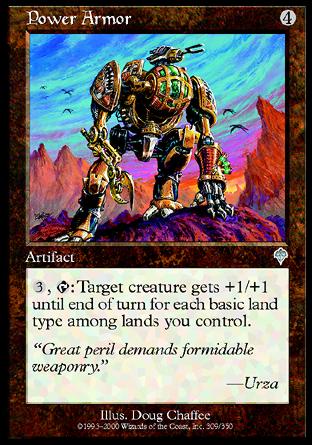 Power Armor 4
Artifact
3, : Target creature gets +1/+1
until end of turn for each basic land
type among lands you control.
“Great peril demands formidable
weaponry.”
—Urza
Illus. Doug Chaffee
©1993–2000 Wizards of the Coast, Inc. 309/350